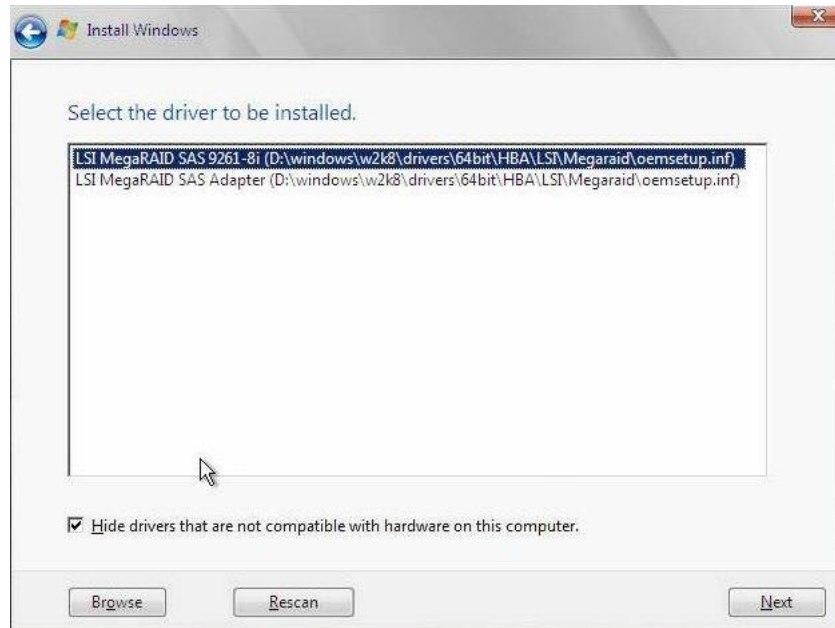 Install Windows
Select the driver to be installed.
LSI MegaRAID SAS 9261-8i (D:\windows\w2k8\drivers\64bit\HBA\LSI\Megaraid\oemsetup.inf)
LSI MegaRAID SAS Adapter (D:\windows\w2k8\drivers\64bit\HBA\LSI\Megaraid\oemsetup.inf)
Hide drivers that are not compatible with hardware on this computer.
Browse Rescan Next